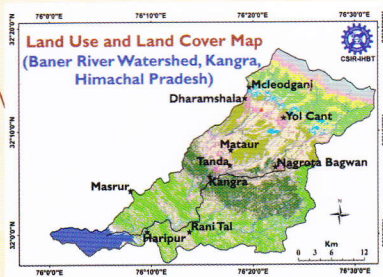 76°0'0"E 76°10'0"E 76°20'0"E 76°30'0"E
Land Use and Land Cover Map
(Baner River Watershed, Kangra,
Himachal Pradesh)
CSIR-IHBT
32°20'0"N
Mcleodganj
Dharamshala
Yol Cant
32°10'0"N
Mataur
Tanda
Nagrota Bagwan
Kangra
Masrur
Rani Tal
Haripur
32°0'0"N
N
Km
0 3 6 12
76°0'0"E 76°10'0"E 76°20'0"E 76°30'0"E